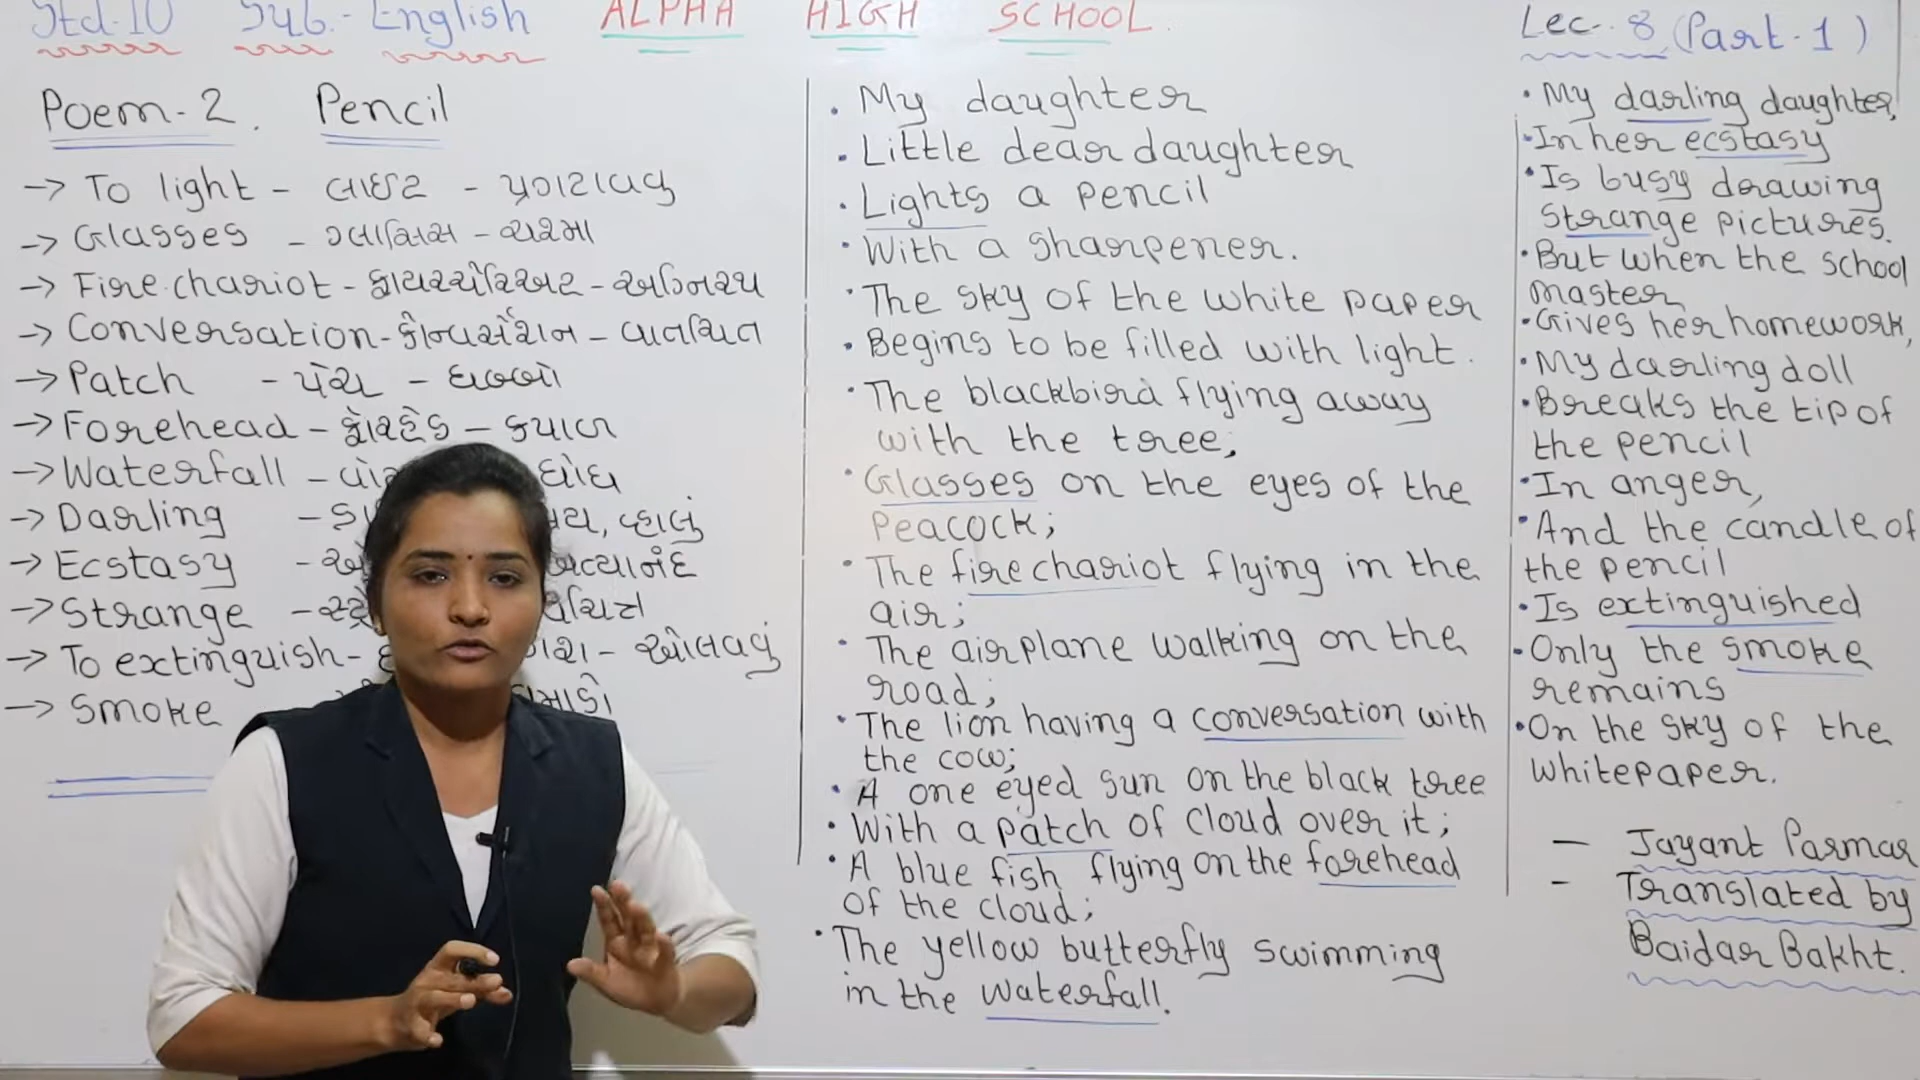 Std-10 Sub.- English ALPHA HIGH SCHOOL. Lec-8 (Part-1)
Poem-2. Pencil
-> To light - લાઈટ - પ્રગટાવવું
-> Glasses - ગ્લાસિસ - ચશ્મા
-> Fire chariot - ફાયરચૅરિઅટ - અગ્નિરથ
-> Conversation - કોન્વર્સેશન - વાતચિત
-> Patch - પૅચ - ધબ્બો
-> Forehead - ફોરહેડ - કપાળ
-> Waterfall - ધોધ
-> Darling - વ્હાલું
-> Ecstasy -
-> Strange -
-> To extinguish - ઓલવવું
-> Smoke
. My daughter
. Little dear daughter
. Lights a pencil
. With a sharpener.
. The sky of the white paper
. Begins to be filled with light.
. The blackbird flying away
with the tree;
. Glasses on the eyes of the
Peacock;
. The fire chariot flying in the
air;
. The airplane walking on the
road;
. The lion having a conversation with
the cow;
. A one eyed sun on the black tree
. With a patch of cloud over it;
. A blue fish flying on the forehead
of the cloud;
. The yellow butterfly swimming
in the waterfall.
. My darling daughter,
. In her ecstasy
. Is busy drawing
Strange pictures.
. But when the school
master
. Gives her homework,
. My darling doll
. Breaks the tip of
the pencil
. In anger,
. And the candle of
the pencil
. Is extinguished
. Only the smoke
remains
. On the sky of the
whitepaper.
- Jayant Parmar
- Translated by
Baidar Bakht.